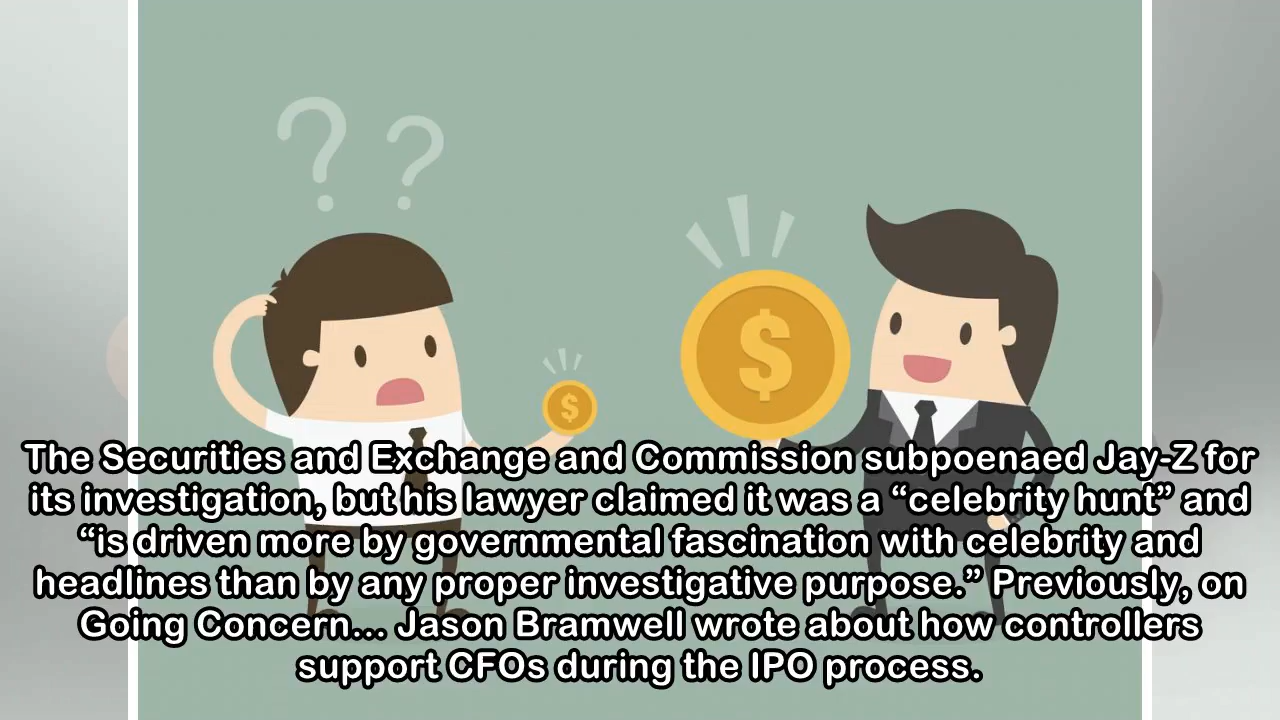 ? ?
$
$
The Securities and Exchange and Commission subpoenaed Jay-Z for
its investigation, but his lawyer claimed it was a “celebrity hunt” and
“is driven more by governmental fascination with celebrity and
headlines than by any proper investigative purpose.” Previously, on
Going Concern... Jason Bramwell wrote about how controllers
support CFOs during the IPO process.